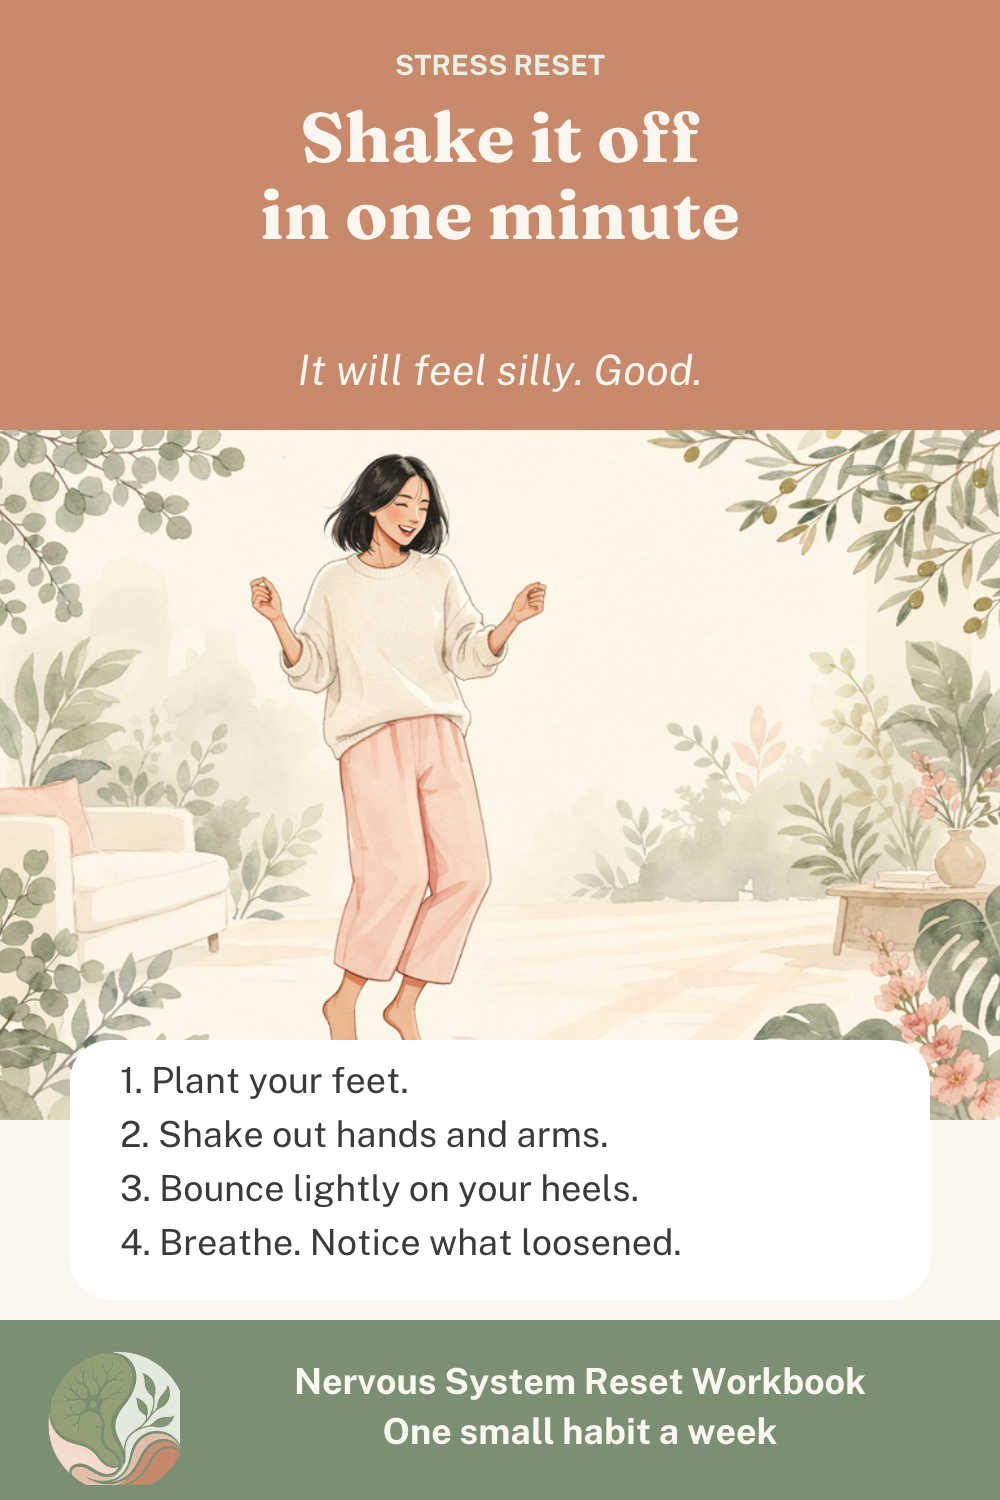 STRESS RESET
Shake it off
in one minute
It will feel silly. Good.
1. Plant your feet.
2. Shake out hands and arms.
3. Bounce lightly on your heels.
4. Breathe. Notice what loosened.
Nervous System Reset Workbook
One small habit a week